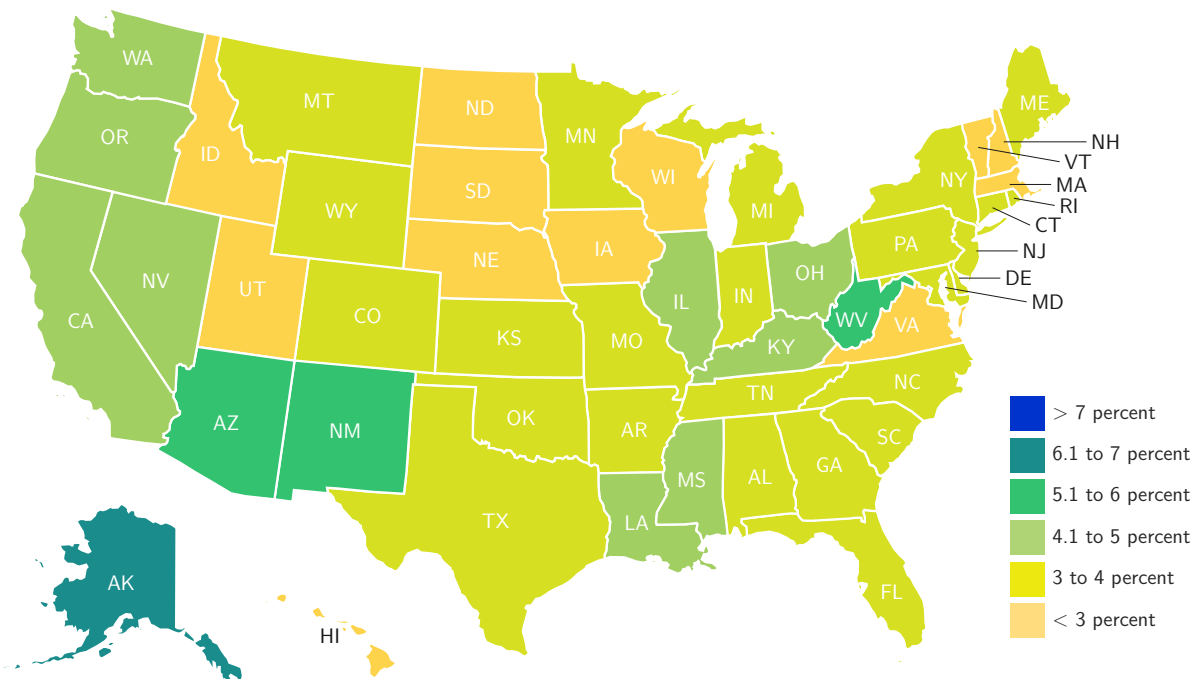 WA
MT
ND
ME
MN
OR
NH
ID
VT
WI
NY
MA
SD
RI
WY
MI
CT
PA
NJ
IA
NE
OH
DE
NV
UT
IN
IL
MD
CO
WV
CA
VA
KS
MO
KY
NC
TN
> 7 percent
OK
AZ
NM
AR
SC
6.1 to 7 percent
GA
AL
MS
5.1 to 6 percent
TX
LA
4.1 to 5 percent
AK
3 to 4 percent
FL
< 3 percent
HI